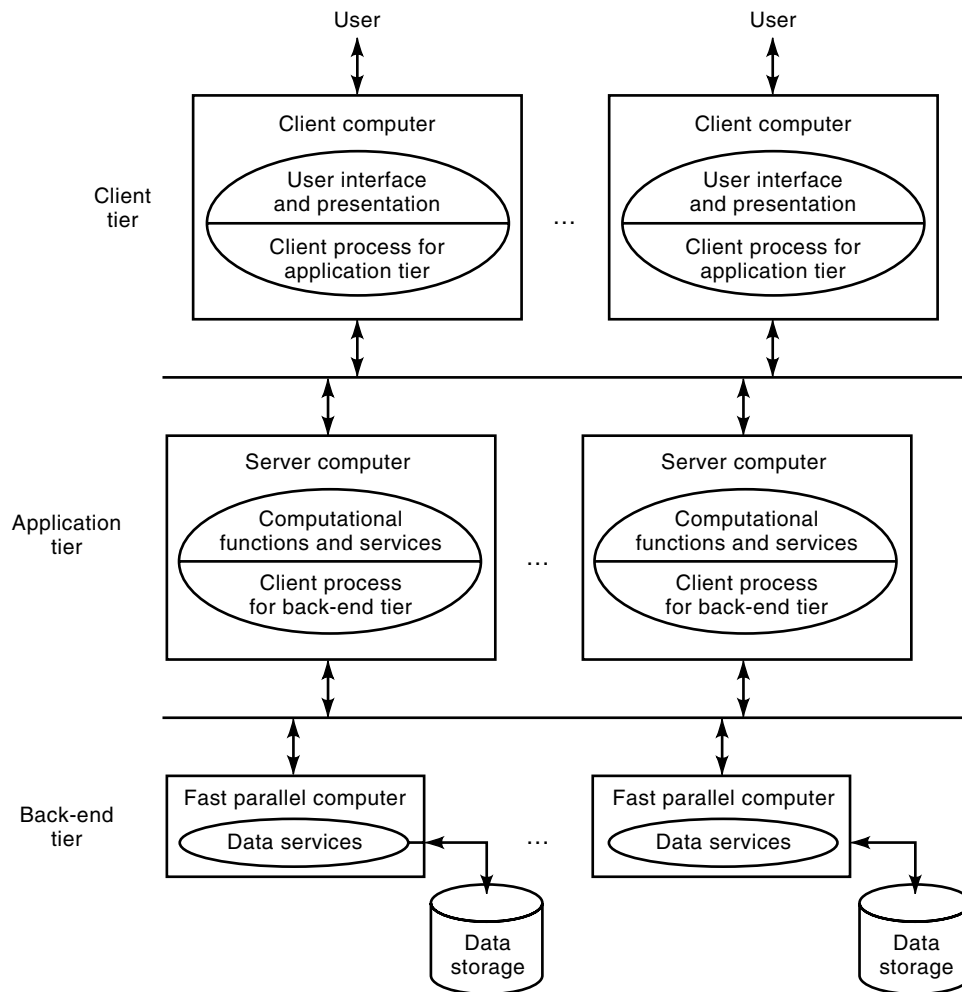 User
User
Client computer
Client computer
Client
tier
User interface
and presentation
Client process for
application tier
...
User interface
and presentation
Client process for
application tier
Server computer
Server computer
Application
tier
Computational
functions and services
Client process
for back-end tier
...
Computational
functions and services
Client process
for back-end tier
Back-end
tier
Fast parallel computer
Data services
...
Fast parallel computer
Data services
Data
storage
Data
storage